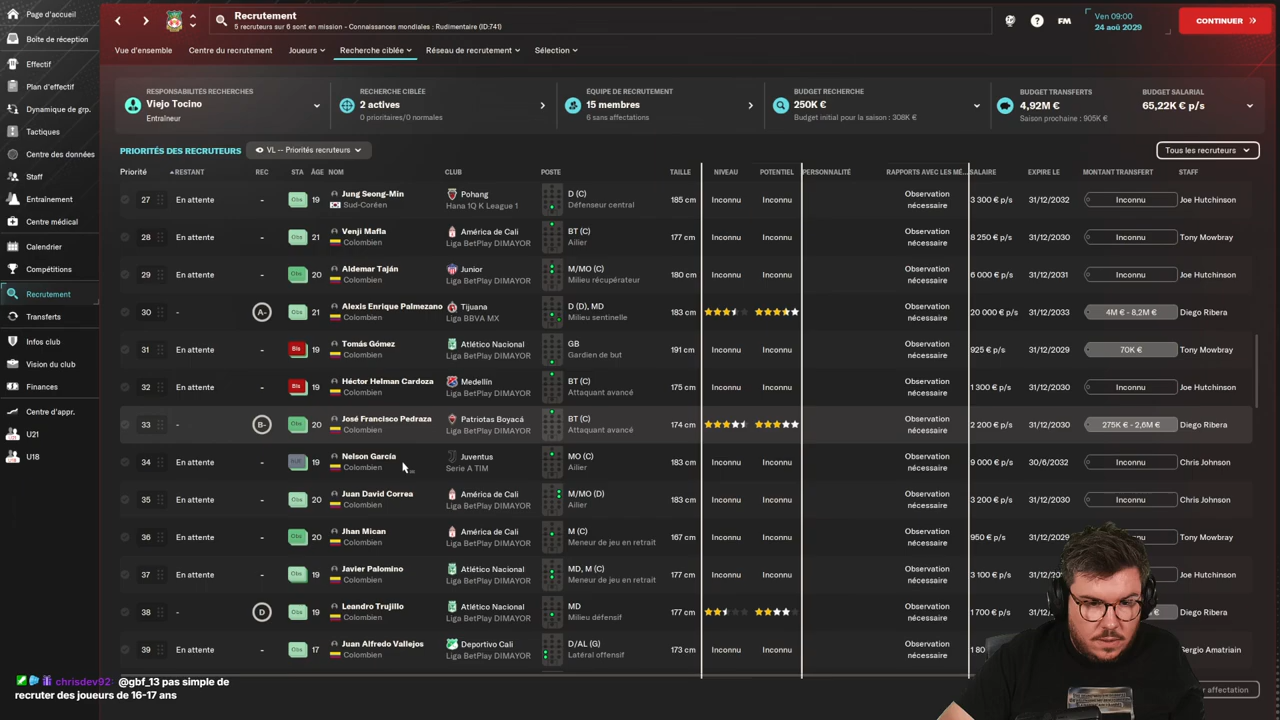 Page d'accueil
Boîte de réception
Effectif
Plan d'effectif
Dynamique de grp.
Tactiques
Centre des données
Staff
Entraînement
Centre médical
Calendrier
Compétitions
Recrutement
Transferts
Infos club
Vision du club
Finances
Centre d'appr.
U21
U18
Recrutement
5 recruteurs sur 6 sont en mission - Connaissances mondiales : Rudimentaire (ID:741)
?
FM
Ven 09:00
24 aoû 2029
CONTINUER
Vue d'ensemble Centre du recrutement Joueurs Recherche ciblée Réseau de recrutement Sélection
RESPONSABILITÉS RECHERCHES
Viejo Tocino
Entraîneur
RECHERCHE CIBLÉE
2 actives
0 prioritaires/0 normales
ÉQUIPE DE RECRUTEMENT
15 membres
6 sans affectations
BUDGET RECHERCHE
250K €
Budget initial pour la saison : 308K €
BUDGET TRANSFERTS
4,92M €
Saison prochaine : 905K €
BUDGET SALARIAL
65,22K € p/s
PRIORITÉS DES RECRUTEURS
VL -- Priorités recruteurs
Tous les recruteurs
Priorité RESTANT REC STA ÂGE NOM CLUB POSTE TAILLE NIVEAU POTENTIEL PERSONNALITÉ RAPPORTS AVEC LES MÉ... SALAIRE EXPIRE LE MONTANT TRANSFERT STAFF
27 En attente - Obs 19 Jung Seong-Min Pohang D (C) 185 cm Inconnu Inconnu Observation 3 300 € p/s 31/12/2032 Inconnu Joe Hutchinson
Sud-Coréen Hana 1Q K League 1 Défenseur central nécessaire
28 En attente - Obs 21 Venji Mafla América de Cali BT (C) 177 cm Inconnu Inconnu Observation 8 250 € p/s 31/12/2030 Inconnu Tony Mowbray
Colombien Liga BetPlay DIMAYOR Ailier nécessaire
29 En attente - Obs 20 Aldemar Taján Junior M/MO (C) 180 cm Inconnu Inconnu Observation 6 000 € p/s 31/12/2031 Inconnu Joe Hutchinson
Colombien Liga BetPlay DIMAYOR Milieu récupérateur nécessaire
30 - A- Obs 21 Alexis Enrique Palmezano Tijuana D (D), MD 183 cm Observation 20 000 € p/s 31/12/2033 4M € - 8,2M € Diego Ribera
Colombien Liga BBVA MX Milieu sentinelle nécessaire
31 En attente - Bls 19 Tomás Gómez Atlético Nacional GB 191 cm Inconnu Inconnu Observation 925 € p/s 31/12/2029 70K € Tony Mowbray
Colombien Liga BetPlay DIMAYOR Gardien de but nécessaire
32 En attente - Bls 19 Héctor Helman Cardoza Medellín BT (C) 175 cm Inconnu Inconnu Observation 1 300 € p/s 31/12/2030 Inconnu Joe Hutchinson
Colombien Liga BetPlay DIMAYOR Attaquant avancé nécessaire
33 - B- Obs 20 José Francisco Pedraza Patriotas Boyacá BT (C) 174 cm Observation 2 200 € p/s 31/12/2030 275K € - 2,6M € Diego Ribera
Colombien Liga BetPlay DIMAYOR Attaquant avancé nécessaire
34 En attente - 19 Nelson García Juventus MO (C) 183 cm Inconnu Inconnu Observation 9 000 € p/s 30/6/2032 Inconnu Chris Johnson
Colombien Serie A TIM Ailier nécessaire
35 En attente - Obs 20 Juan David Correa América de Cali M/MO (D) 183 cm Inconnu Inconnu Observation 3 200 € p/s 31/12/2030 Inconnu Chris Johnson
Colombien Liga BetPlay DIMAYOR Ailier nécessaire
36 En attente - Obs 20 Jhan Mican América de Cali M (C) 167 cm Inconnu Inconnu Observation 950 € p/s 31/12/2030 Inconnu Tony Mowbray
Colombien Liga BetPlay DIMAYOR Meneur de jeu en retrait nécessaire
37 En attente - Obs 19 Javier Palomino Atlético Nacional MD, M (C) 177 cm Inconnu Inconnu Observation 3 100 € p/s 31/12/20 Joe Hutchinson
Colombien Liga BetPlay DIMAYOR Meneur de jeu en retrait nécessaire
38 - D Obs 19 Leandro Trujillo Atlético Nacional MD 177 cm Observation 1 700 € p/s 31/12/ € Diego Ribera
Colombien Liga BetPlay DIMAYOR Milieu défensif nécessaire
39 En attente - Obs 17 Juan Alfredo Vallejos Deportivo Cali D/AL (G) 173 cm Inconnu Inconnu Observation 1 80 Sergio Amatriain
Colombien Liga BetPlay DIMAYOR Latéral offensif nécessaire
r affectation
chrisdev92: @gbf_13 pas simple de
recruter des joueurs de 16-17 ans